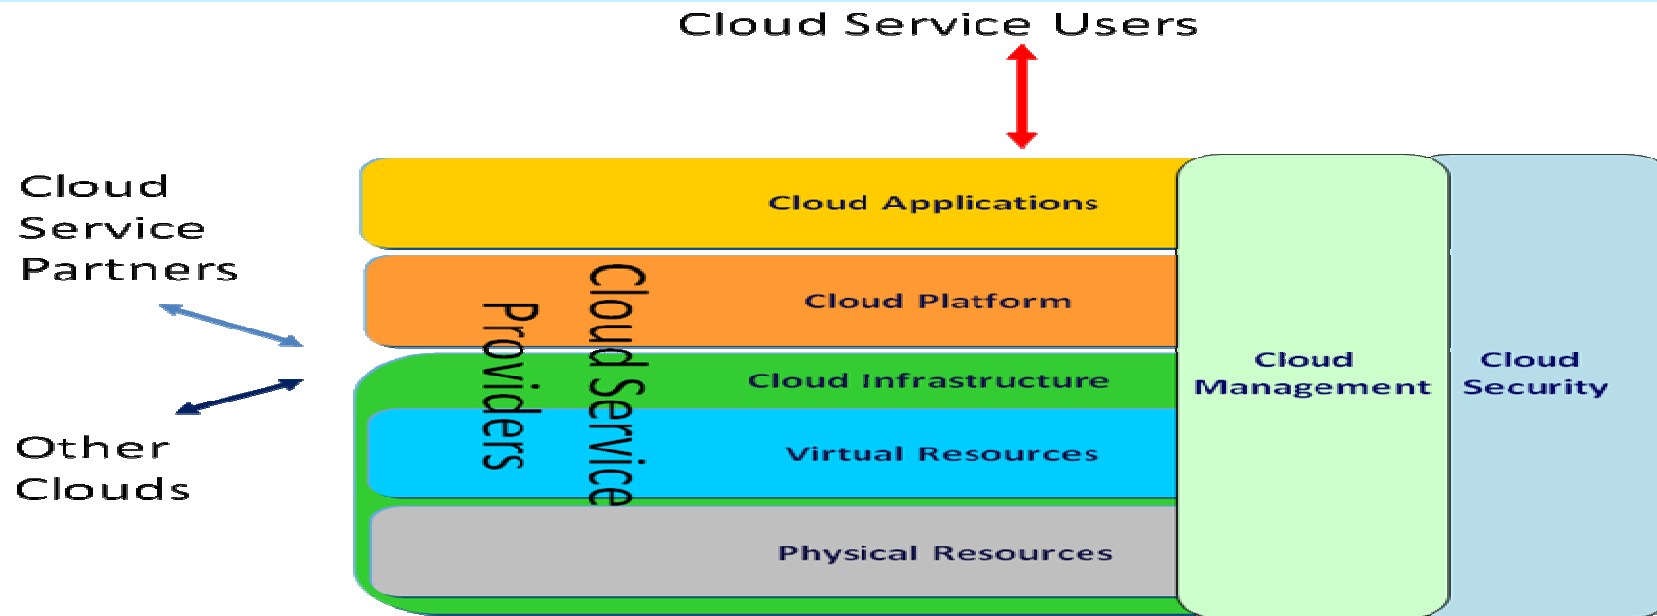 Cloud Service Users
Cloud
Service
Partners
Other
Clouds
Cloud Service
Providers
Cloud Applications
Cloud Platform
Cloud Infrastructure
Virtual Resources
Physical Resources
Cloud
Management
Cloud
Security